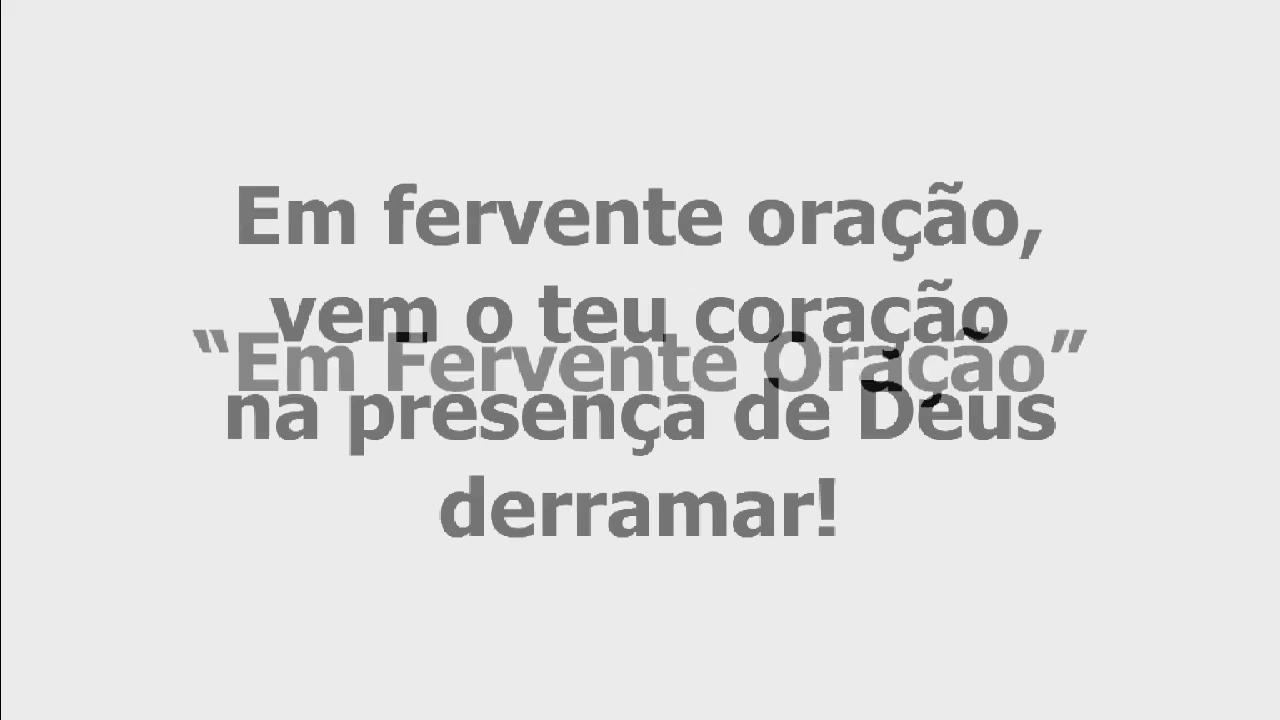 Em fervente oração,
vem o teu coração
“Em Fervente Oração”
na presença de Deus
derramar!